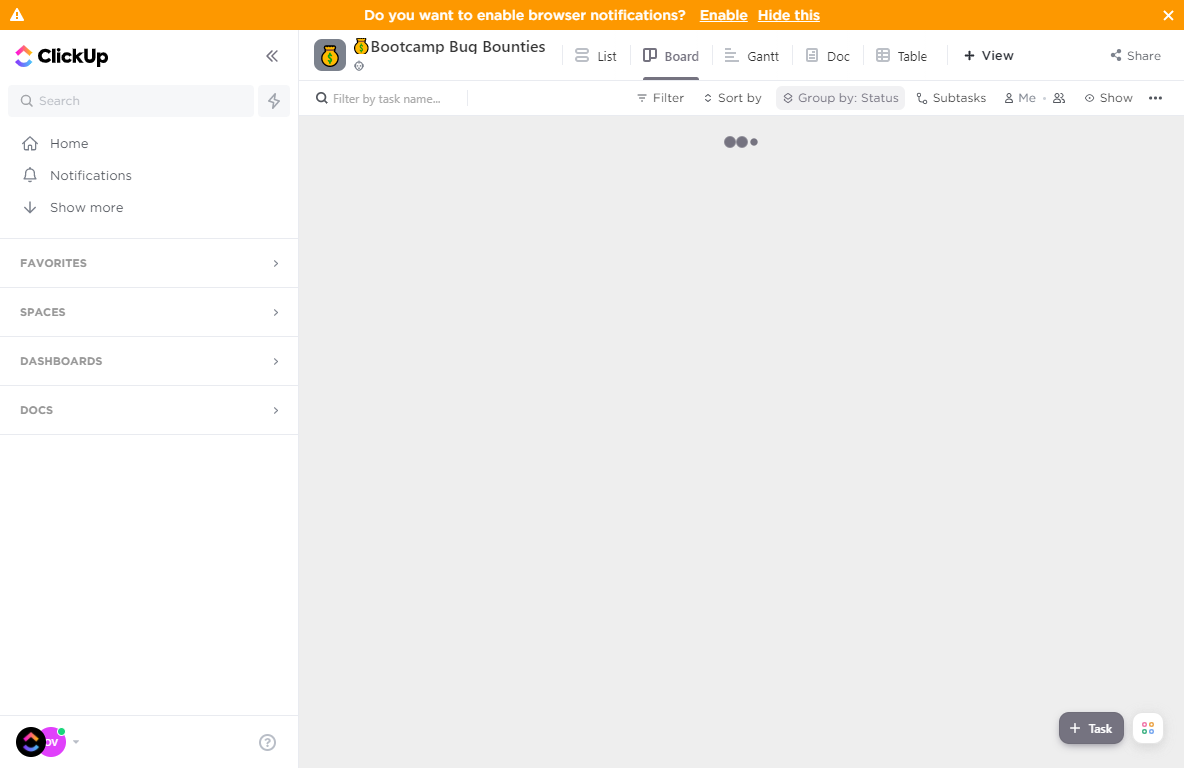 Do you want to enable browser notifications? Enable Hide this
ClickUp
Search
Home
Notifications
Show more
FAVORITES
SPACES
DASHBOARDS
DOCS
DV
Bootcamp Bug Bounties
List
Board
Gantt
Doc
Table
+ View
Share
Filter by task name...
Filter
Sort by
Group by: Status
Subtasks
Me
Show
+ Task